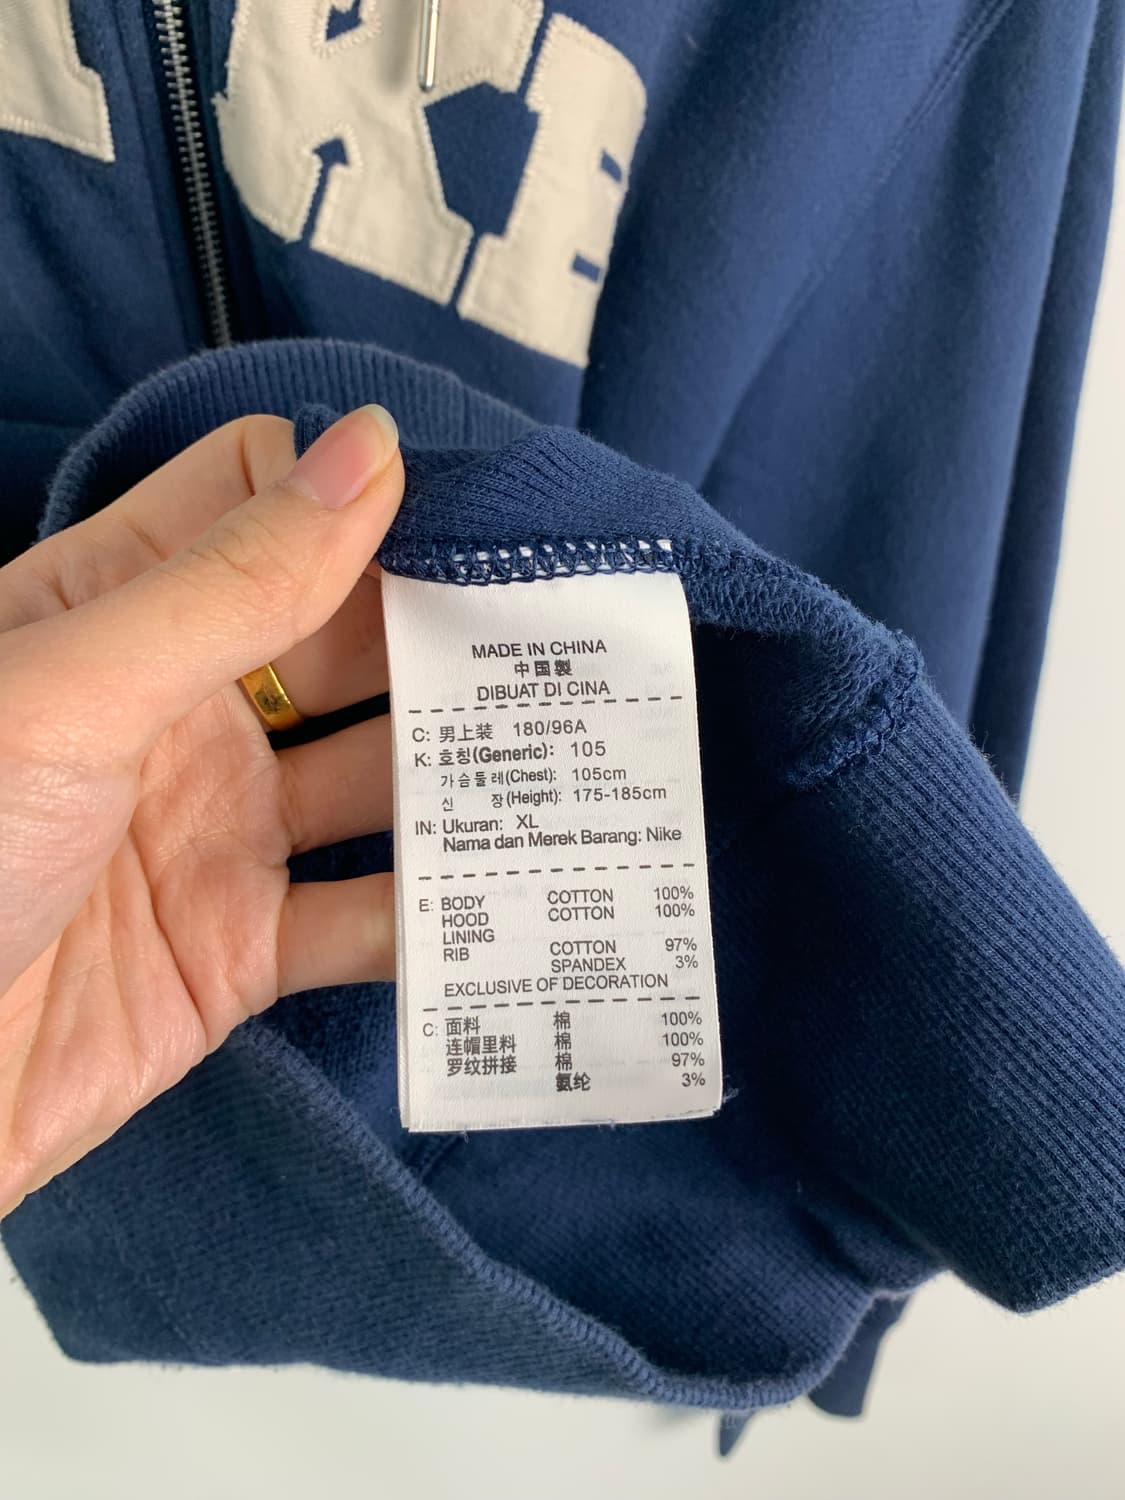 KE
MADE IN CHINA
中国製
DIBUAT DI CINA
C: 男上装 180/96A
K: 호칭(Generic): 105
가슴둘레(Chest): 105cm
신 장(Height): 175-185cm
IN: Ukuran: XL
Nama dan Merek Barang: Nike
E: BODY COTTON 100%
HOOD COTTON 100%
LINING
RIB COTTON 97%
SPANDEX 3%
EXCLUSIVE OF DECORATION
C: 面料 棉 100%
连帽里料 棉 100%
罗纹拼接 棉 97%
氨纶 3%